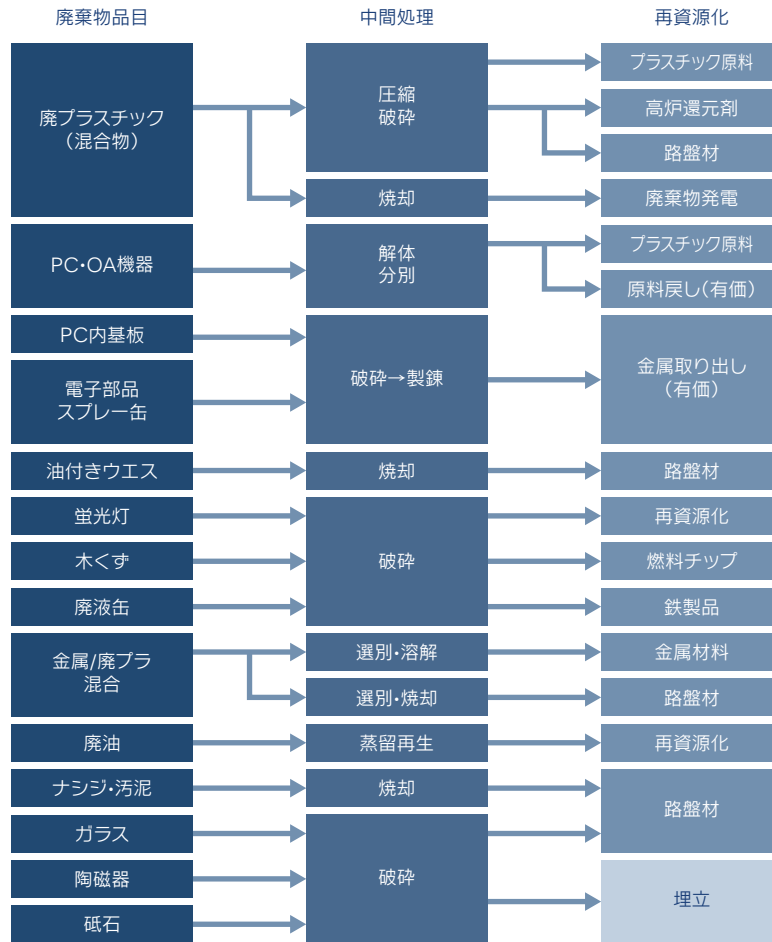 廃棄物品目
中間処理
再資源化
廃プラスチック
（混合物）
圧縮
破砕
プラスチック原料
高炉還元剤
路盤材
焼却
廃棄物発電
PC・OA機器
解体
分別
プラスチック原料
原料戻し（有価）
PC内基板
電子部品
スプレー缶
破砕→製錬
金属取り出し
（有価）
油付きウエス
焼却
路盤材
蛍光灯
木くず
廃液缶
破砕
再資源化
燃料チップ
鉄製品
金属/廃プラ
混合
選別・溶解
金属材料
選別・焼却
路盤材
廃油
蒸留再生
再資源化
ナシジ・汚泥
焼却
路盤材
ガラス
陶磁器
砥石
破砕
埋立